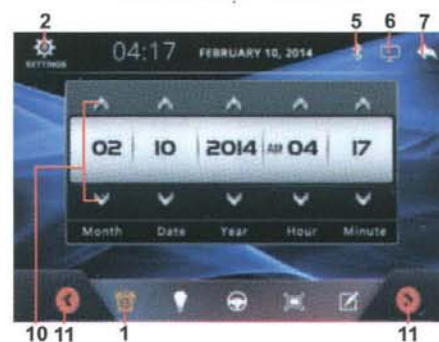 2 5 6 7
SETTINGS 04:17 FEBRUARY 10, 2014
02 10 2014 AM 04 17
Month Date Year Hour Minute
10 11 1 11